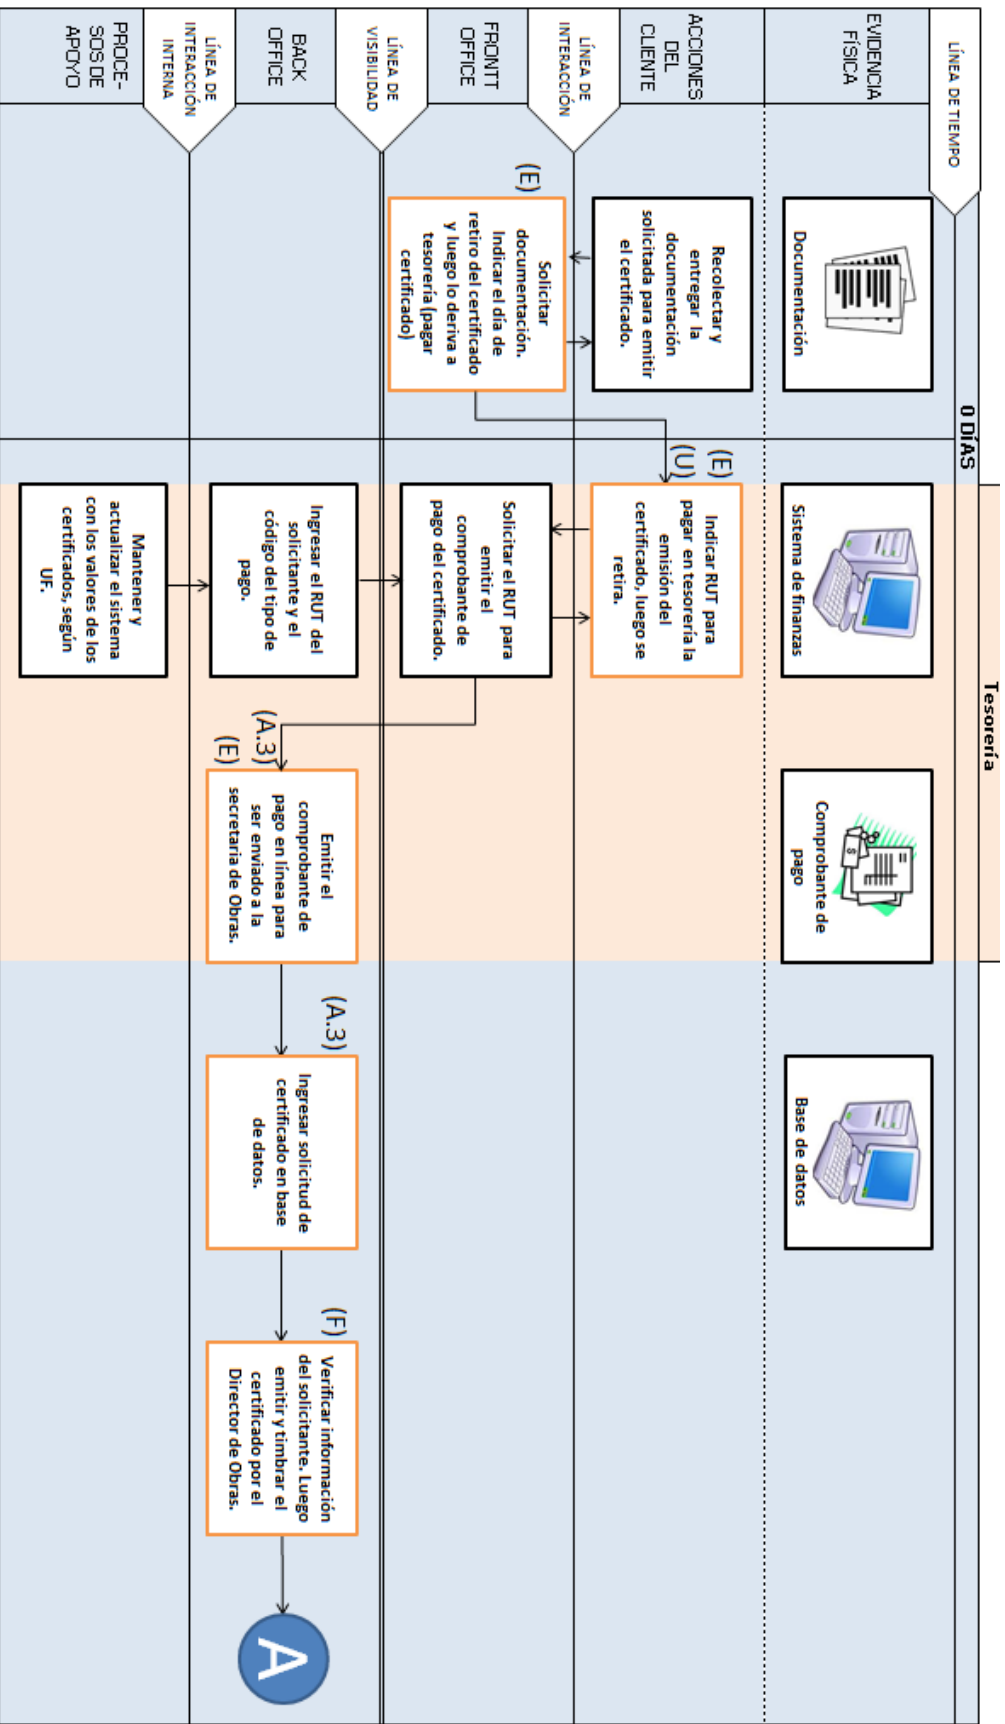 LÍNEA DE TIEMPO
0 DÍAS
Tesorería
EVIDENCIA
FÍSICA
Documentación
Sistema de finanzas
Comprobante de
pago
Base de datos
ACCIONES
DEL
CLIENTE
Recolectar y
entregar la
documentación
solicitada para emitir
el certificado.
(E)
(U)
Indicar RUT para
pagar en tesorería la
emisión del
certificado, luego se
retira.
LÍNEA DE
INTERACCIÓN
FRONTT
OFFICE
(E)
Solicitar
documentación.
Indicar el día de
retiro del certificado
y luego lo deriva a
tesorería (pagar
certificado)
Solicitar el RUT para
emitir el
comprobante de
pago del certificado.
LÍNEA DE
VISIBILIDAD
BACK
OFFICE
Ingresar el RUT del
solicitante y el
código del tipo de
pago.
(A.3)
(E)
Emitir el
comprobante de
pago en línea para
ser enviado a la
secretaria de Obras.
(A.3)
Ingresar solicitud de
certificado en base
de datos.
(F)
Verificar información
del solicitante. Luego
emitir y timbrar el
certificado por el
Director de Obras.
A
LÍNEA DE
INTERACCIÓN
INTERNA
PROCE-
SOS DE
APOYO
Mantener y
actualizar el sistema
con los valores de los
certificados, según
UF.